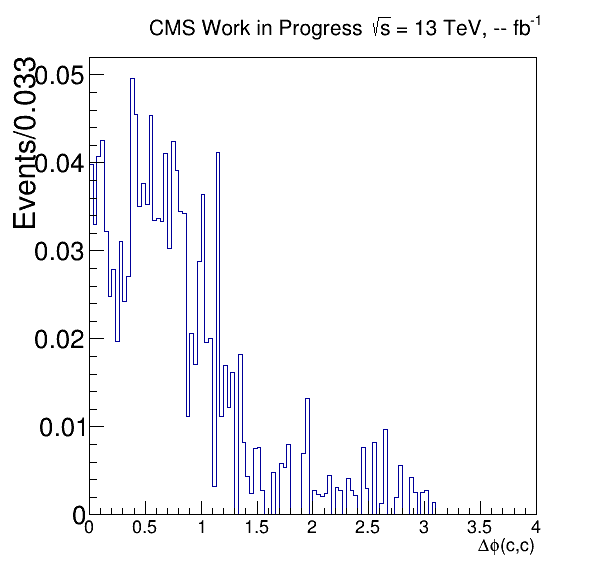 CMS Work in Progress √s = 13 TeV, -- fb⁻¹
Events/0.033
0.05
0.04
0.03
0.02
0.01
0
0 0.5 1 1.5 2 2.5 3 3.5 4
Δϕ(c,c)